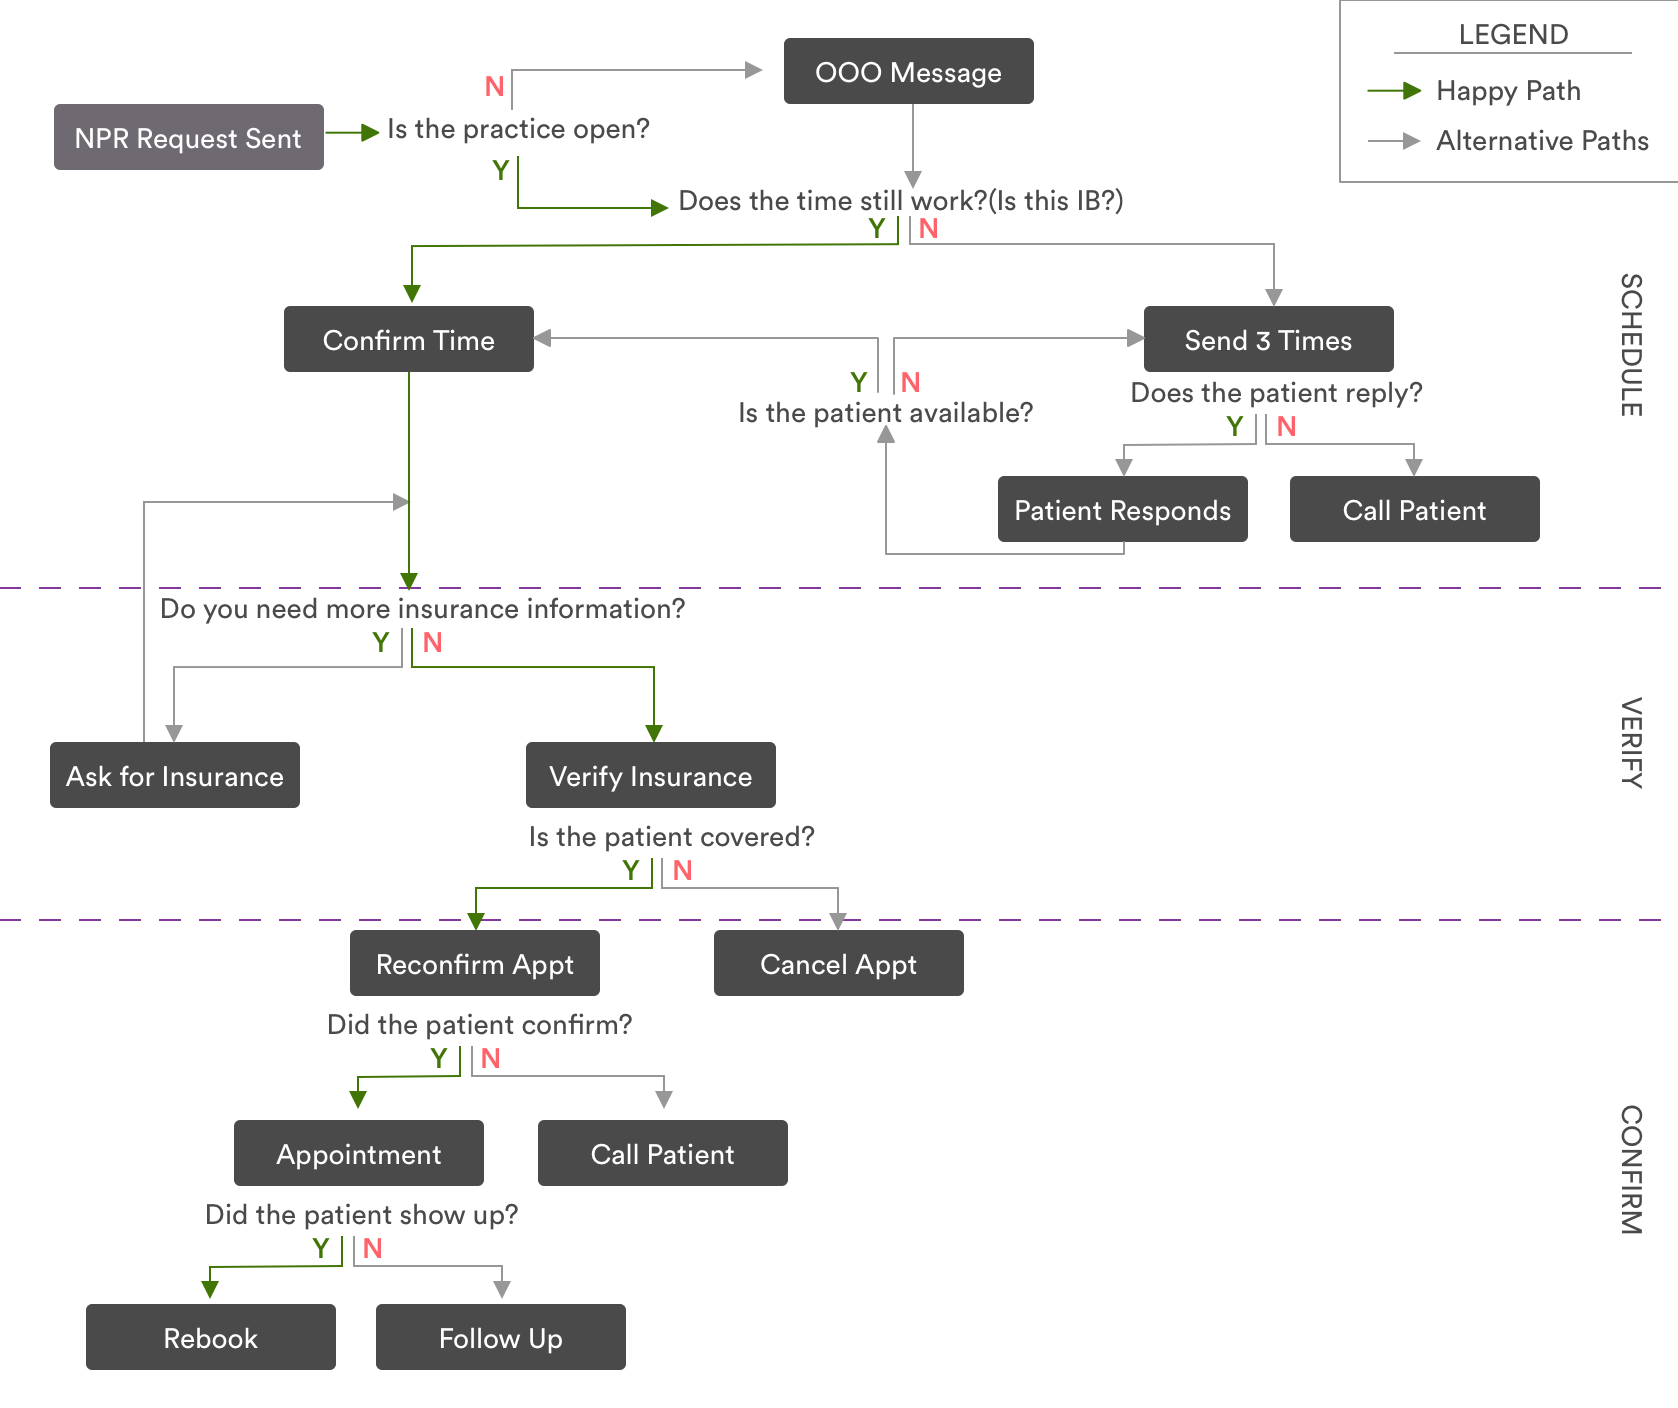 LEGEND
Happy Path
Alternative Paths
OOO Message
N
NPR Request Sent
Is the practice open?
Y
Does the time still work?(Is this IB?)
Y N
SCHEDULE
Confirm Time
Send 3 Times
Y N
Does the patient reply?
Is the patient available?
Y N
Patient Responds
Call Patient
Do you need more insurance information?
Y N
VERIFY
Ask for Insurance
Verify Insurance
Is the patient covered?
Y N
Reconfirm Appt
Cancel Appt
Did the patient confirm?
Y N
CONFIRM
Appointment
Call Patient
Did the patient show up?
Y N
Rebook
Follow Up